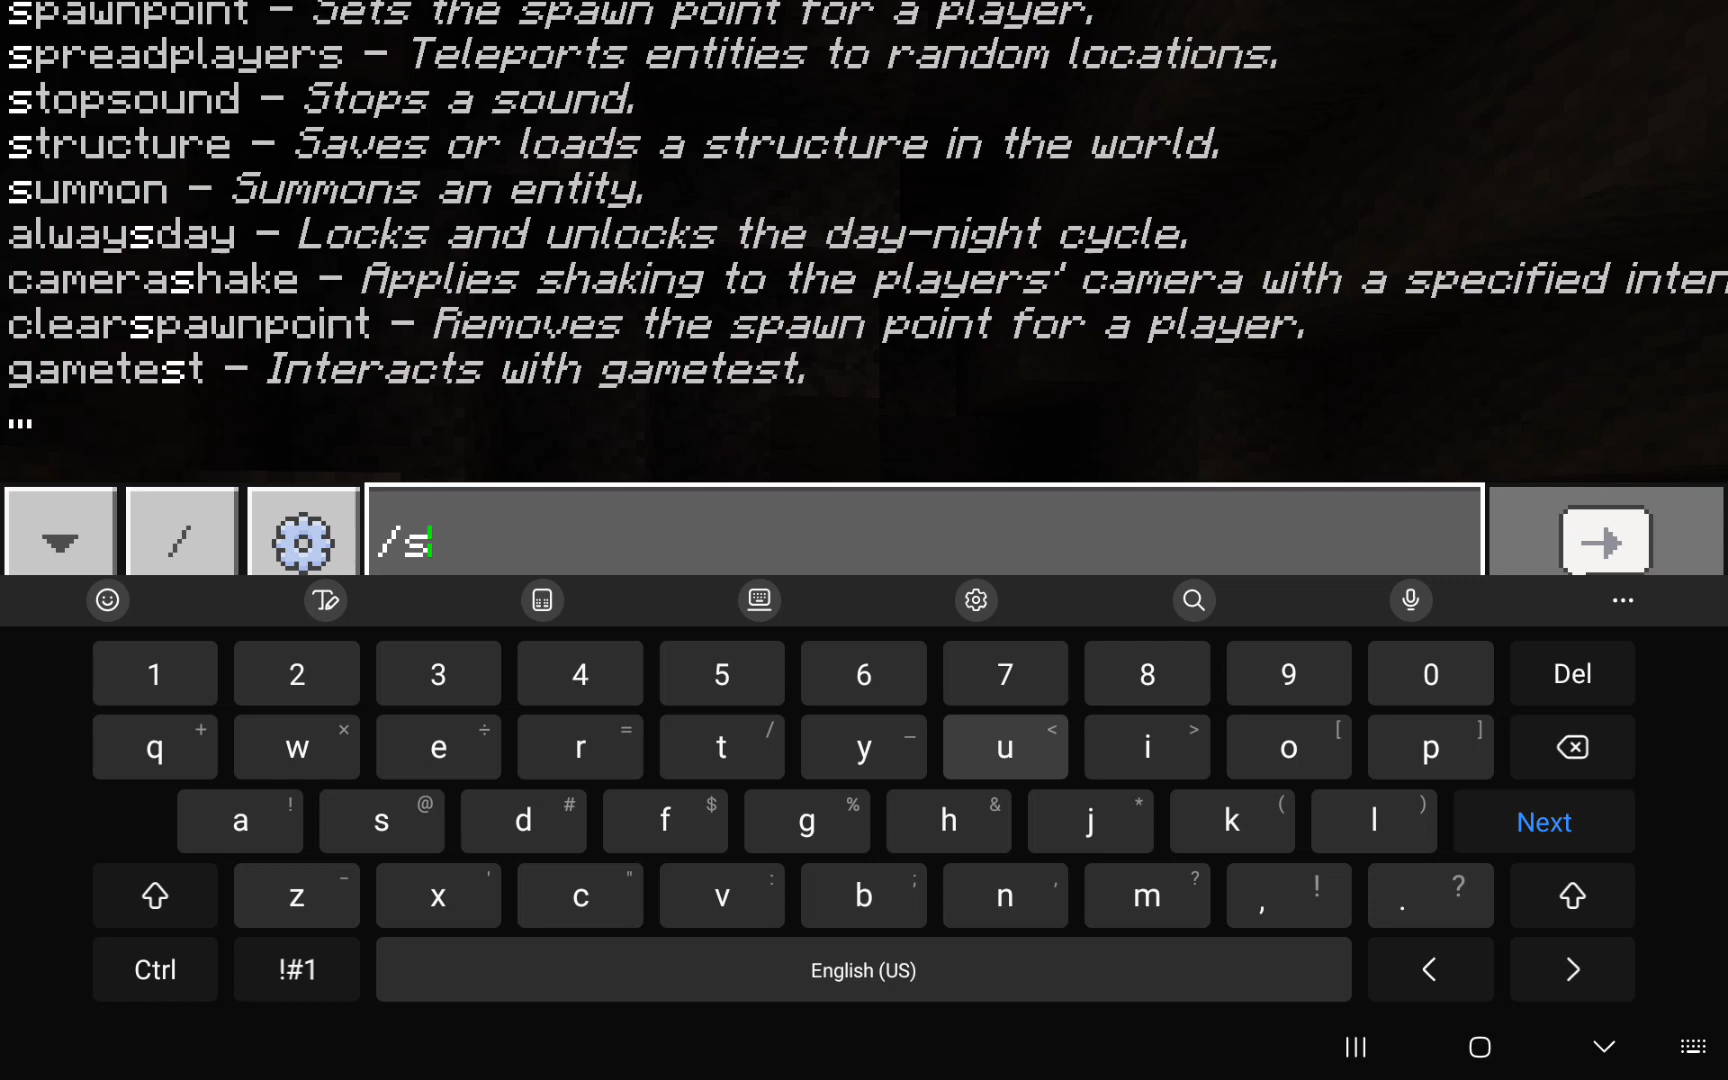 spawnpoint – Sets the spawn point for a player.
spreadplayers – Teleports entities to random locations.
stopsound – Stops a sound.
structure – Saves or loads a structure in the world.
summon – Summons an entity.
alwaysday – Locks and unlocks the day–night cycle.
camerashake – Applies shaking to the players' camera with a specified inten
clearspawnpoint – Removes the spawn point for a player.
gametest – Interacts with gametest.
...
/ /s
1 2 3 4 5 6 7 8 9 0 Del
q + w × e ÷ r = t / y _ u < i > o [ p ]
a ! s @ d # f $ g % h & j * k ( l ) Next
z - x ' c " v : b ; n , m ? , ! . ?
Ctrl !#1 English (US) < >